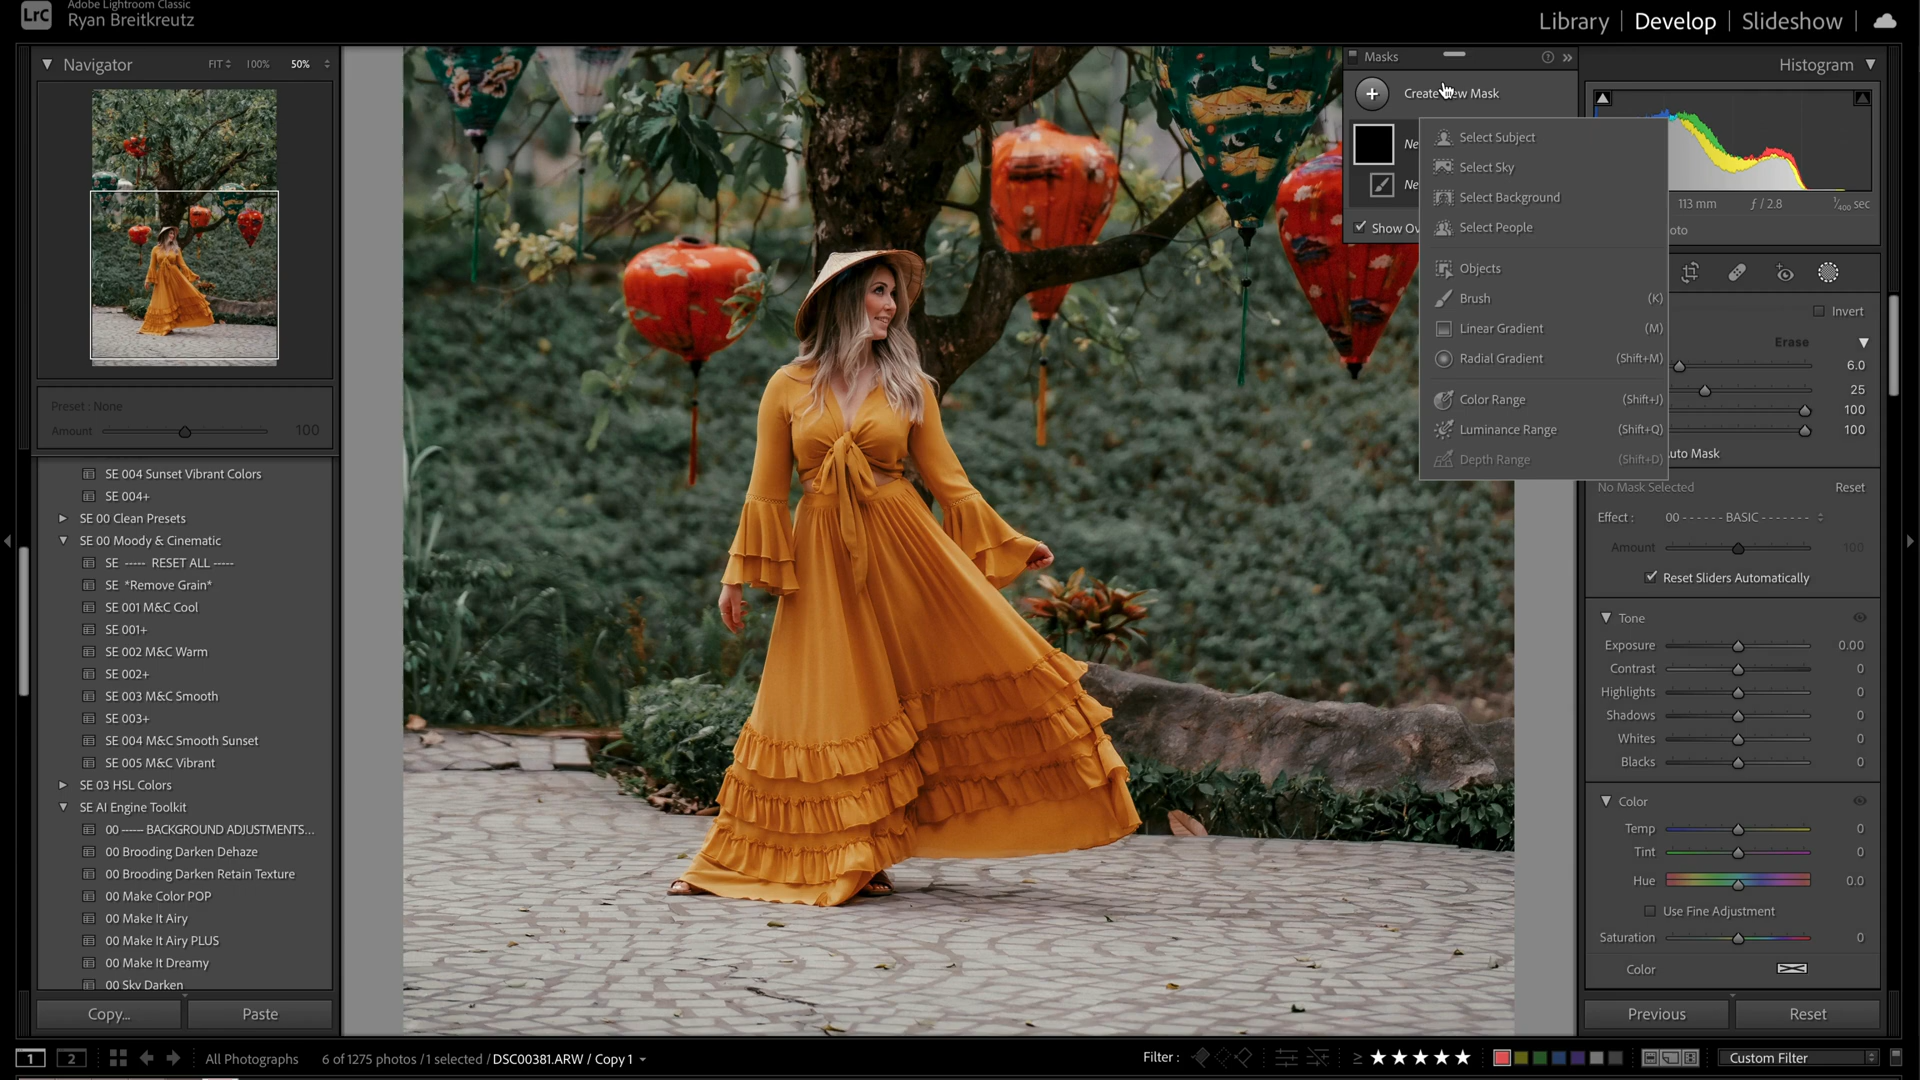 LrC
Adobe Lightroom Classic
Ryan Breitkreutz
Library
Develop
Slideshow
Navigator
FIT
100%
50%
Preset : None
Amount
100
SE 004 Sunset Vibrant Colors
SE 004+
SE 00 Clean Presets
SE 00 Moody & Cinematic
SE ----- RESET ALL -----
SE *Remove Grain*
SE 001 M&C Cool
SE 001+
SE 002 M&C Warm
SE 002+
SE 003 M&C Smooth
SE 003+
SE 004 M&C Smooth Sunset
SE 005 M&C Vibrant
SE 03 HSL Colors
SE AI Engine Toolkit
00 ------ BACKGROUND ADJUSTMENTS...
00 Brooding Darken Dehaze
00 Brooding Darken Retain Texture
00 Make Color POP
00 Make It Airy
00 Make It Airy PLUS
00 Make It Dreamy
00 Sky Darken
Copy...
Paste
Masks
Create New Mask
Ne
Ne
Show Ov
Select Subject
Select Sky
Select Background
Select People
Objects
Brush (K)
Linear Gradient (M)
Radial Gradient (Shift+M)
Color Range (Shift+J)
Luminance Range (Shift+Q)
Depth Range (Shift+D)
Histogram
113 mm
ƒ / 2.8
1/400 sec
oto
Invert
Erase
6.0
25
100
100
uto Mask
No Mask Selected
Reset
Effect : 00 ------ BASIC -------
Amount 100
Reset Sliders Automatically
Tone
Exposure 0.00
Contrast 0
Highlights 0
Shadows 0
Whites 0
Blacks 0
Color
Temp 0
Tint 0
Hue 0.0
Use Fine Adjustment
Saturation 0
Color
Previous
Reset
1
2
All Photographs
6 of 1275 photos / 1 selected / DSC00381.ARW / Copy 1
Filter :
≥ ★ ★ ★ ★ ★
Custom Filter